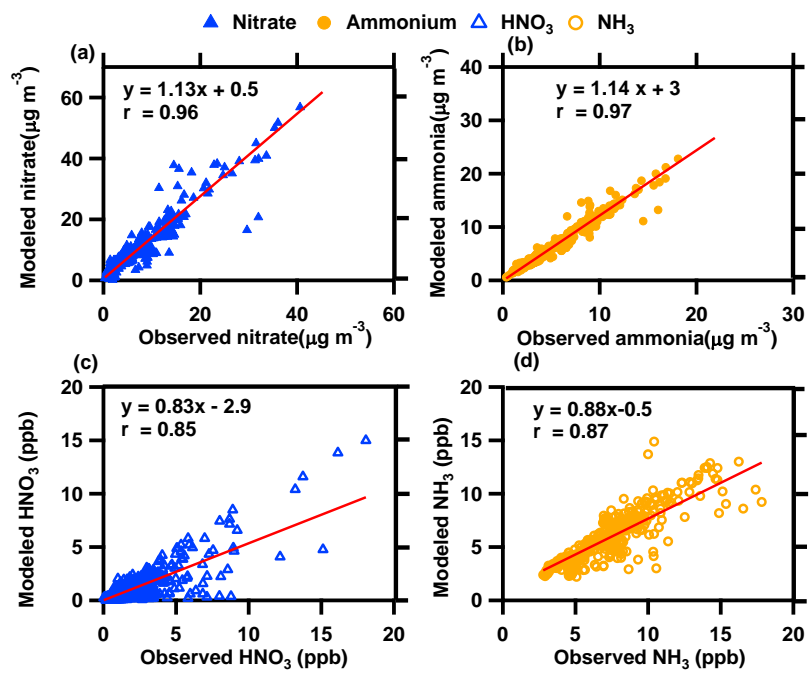 Nitrate Ammonium HNO₃ NH₃
(a)
y = 1.13x + 0.5
r = 0.96
Modeled nitrate(μg m⁻³)
60
40
20
0
0 20 40 60
Observed nitrate(μg m⁻³)
(b)
y = 1.14 x + 3
r = 0.97
Modeled ammonia(μg m⁻³)
40
30
20
10
0
0 10 20 30
Observed ammonia(μg m⁻³)
(c)
y = 0.83x - 2.9
r = 0.85
Modeled HNO₃ (ppb)
20
15
10
5
0
0 5 10 15 20
Observed HNO₃ (ppb)
(d)
y = 0.88x-0.5
r = 0.87
Modeled NH₃ (ppb)
20
15
10
5
0
0 5 10 15 20
Observed NH₃ (ppb)